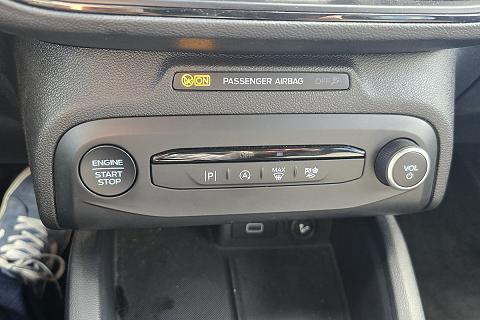 ON PASSENGER AIRBAG OFF
ENGINE
START
STOP
P
A
MAX
R
VOL